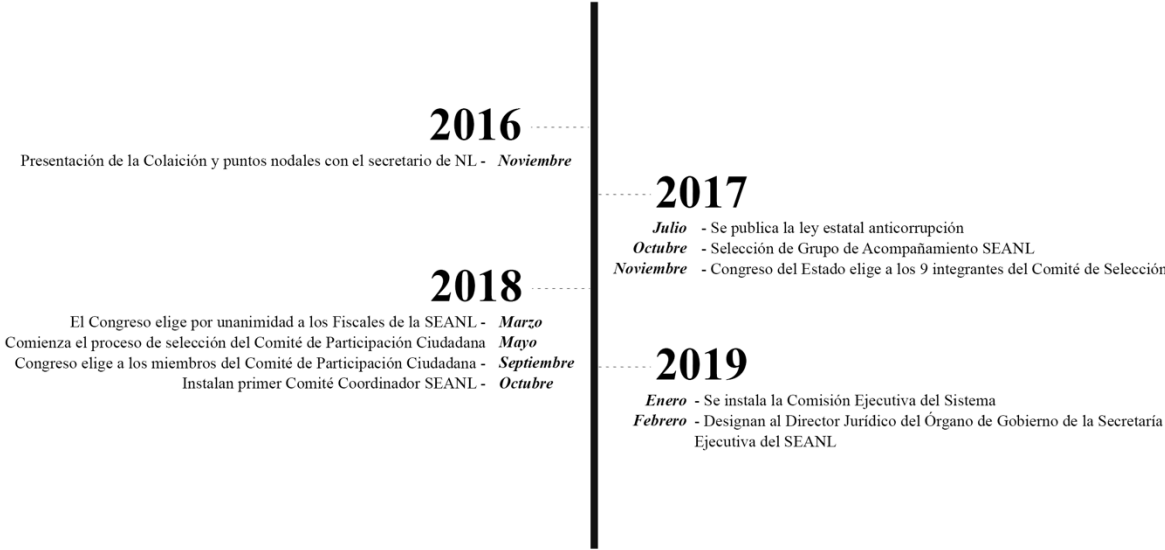 2016
Presentación de la Colaición y puntos nodales con el secretario de NL - Noviembre
2017
Julio - Se publica la ley estatal anticorrupción
Octubre - Selección de Grupo de Acompañamiento SEANL
Noviembre - Congreso del Estado elige a los 9 integrantes del Comité de Selección
2018
El Congreso elige por unanimidad a los Fiscales de la SEANL - Marzo
Comienza el proceso de selección del Comité de Participación Ciudadana Mayo
Congreso elige a los miembros del Comité de Participación Ciudadana - Septiembre
Instalan primer Comité Coordinador SEANL - Octubre
2019
Enero - Se instala la Comisión Ejecutiva del Sistema
Febrero - Designan al Director Jurídico del Órgano de Gobierno de la Secretaría
Ejecutiva del SEANL